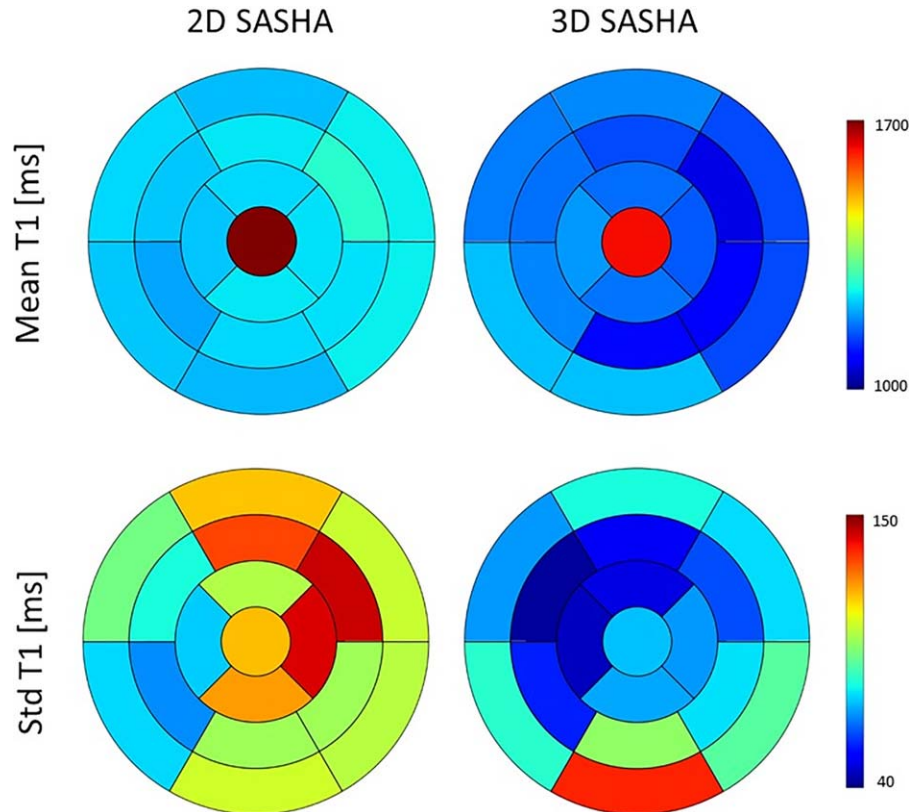 2D SASHA
3D SASHA
Mean T1 [ms]
1700
1000
Std T1 [ms]
150
40